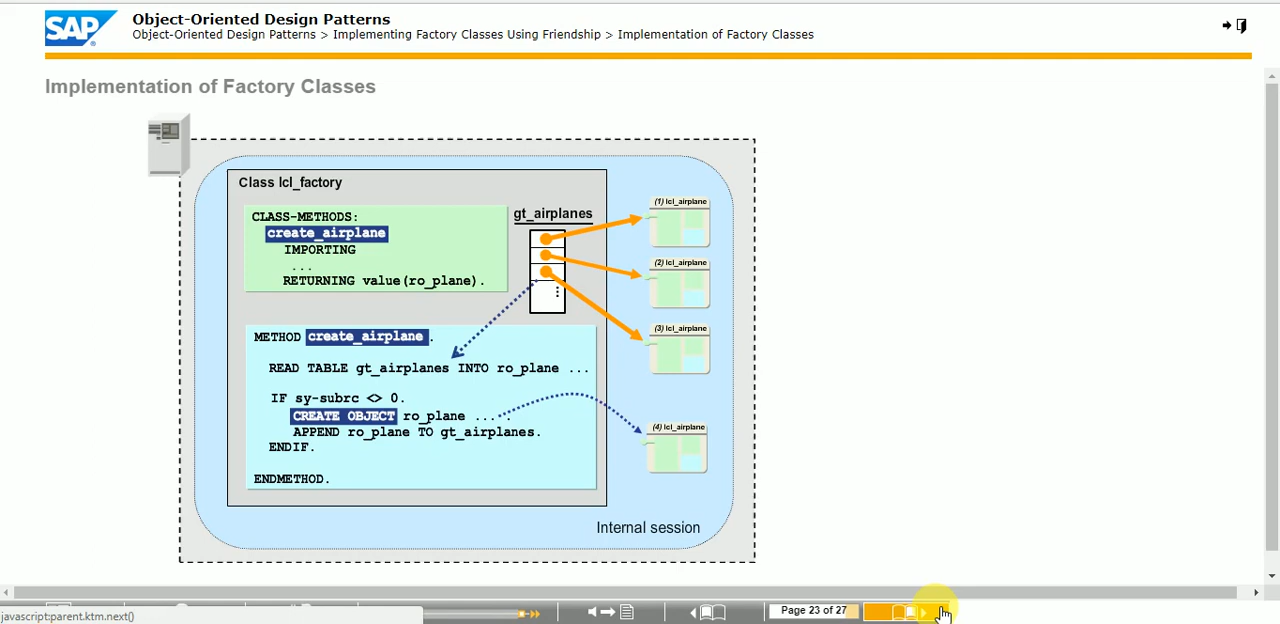 SAP
Object-Oriented Design Patterns
Object-Oriented Design Patterns > Implementing Factory Classes Using Friendship > Implementation of Factory Classes
Implementation of Factory Classes
Class lcl_factory
CLASS-METHODS:
create_airplane
IMPORTING
...
RETURNING value(ro_plane).
gt_airplanes
(1) lcl_airplane
(2) lcl_airplane
(3) lcl_airplane
METHOD create_airplane.
READ TABLE gt_airplanes INTO ro_plane ...
IF sy-subrc <> 0.
CREATE OBJECT ro_plane ... .
APPEND ro_plane TO gt_airplanes.
ENDIF.
ENDMETHOD.
(4) lcl_airplane
Internal session
javascript:parent.ktm.next()
Page 23 of 27